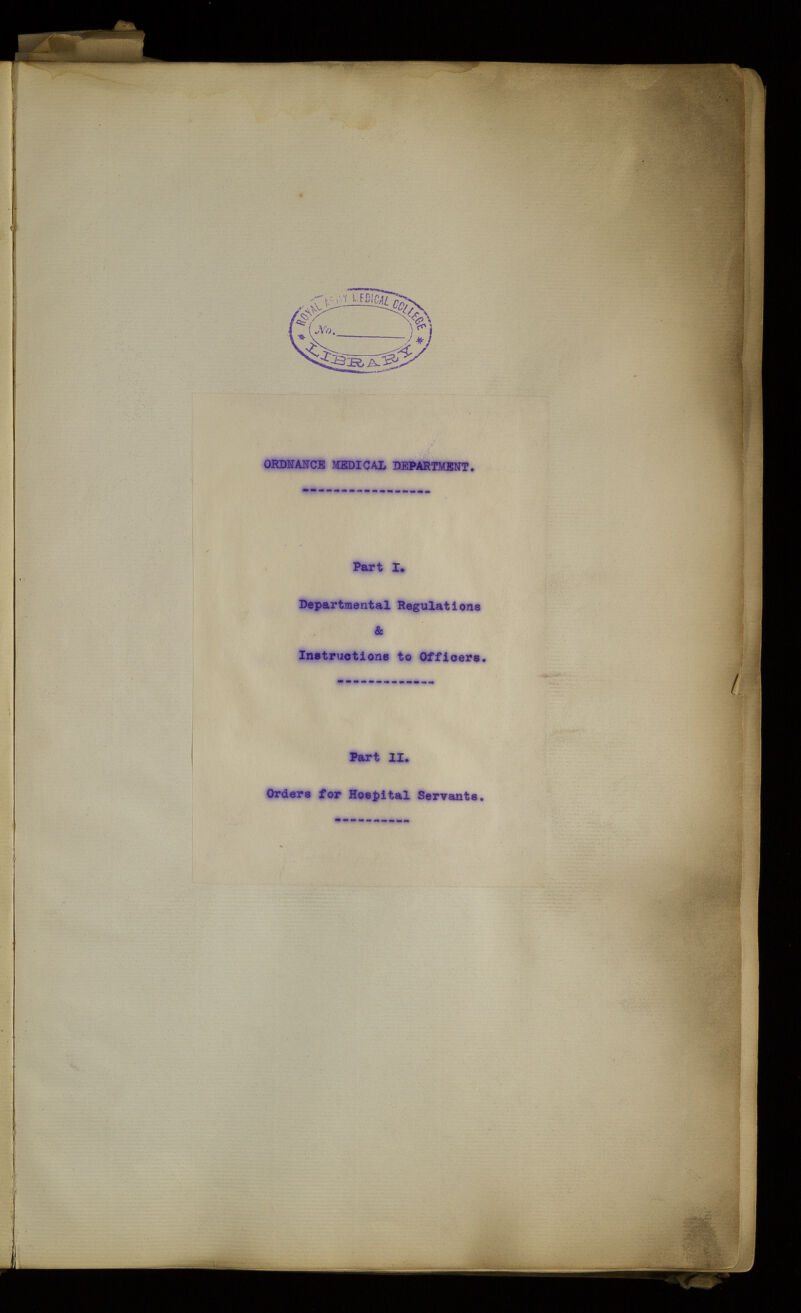 ROYAL ARMY MEDICAL COLLEGE
No.
* LIBRARY *
ORDNANCE MEDICAL DEPARTMENT.
Part I.
Departmental Regulations
&
Instructions to Officers.
Part II.
Orders for Hospital Servants.